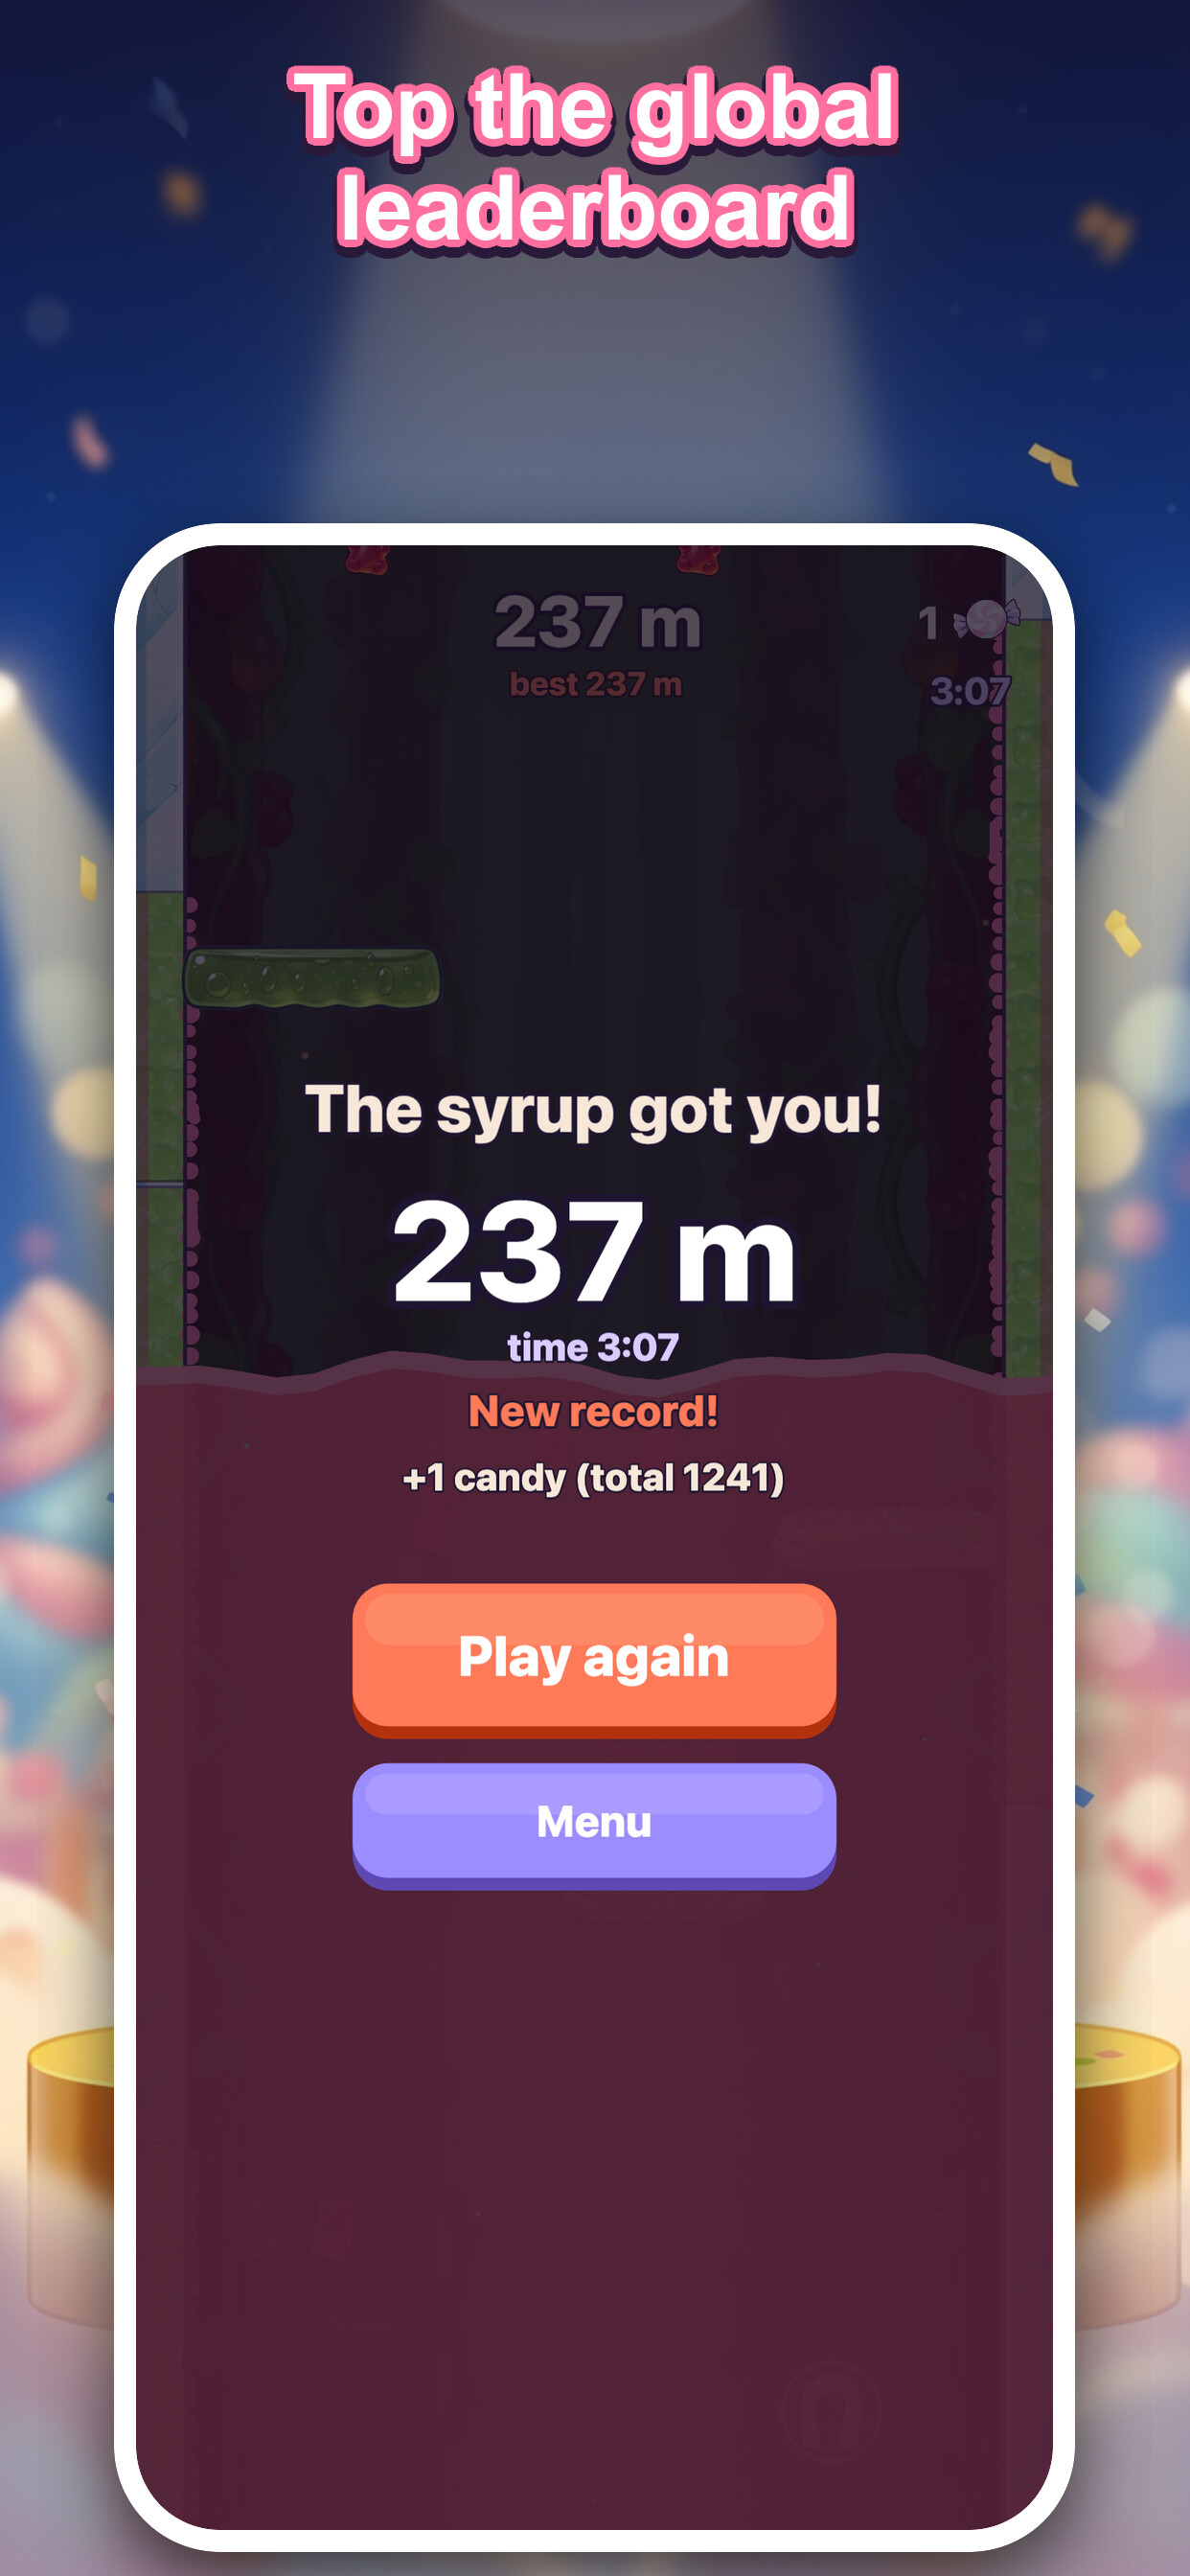 Top the global
leaderboard
237 m
1
best 237 m
3:07
The syrup got you!
237 m
time 3:07
New record!
+1 candy (total 1241)
Play again
Menu